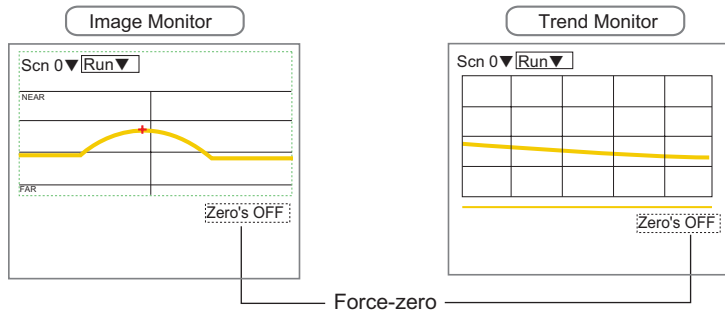 Image Monitor
Scn 0▼ Run▼
NEAR
FAR
Zero's OFF
Trend Monitor
Scn 0▼ Run▼
Zero's OFF
Force-zero